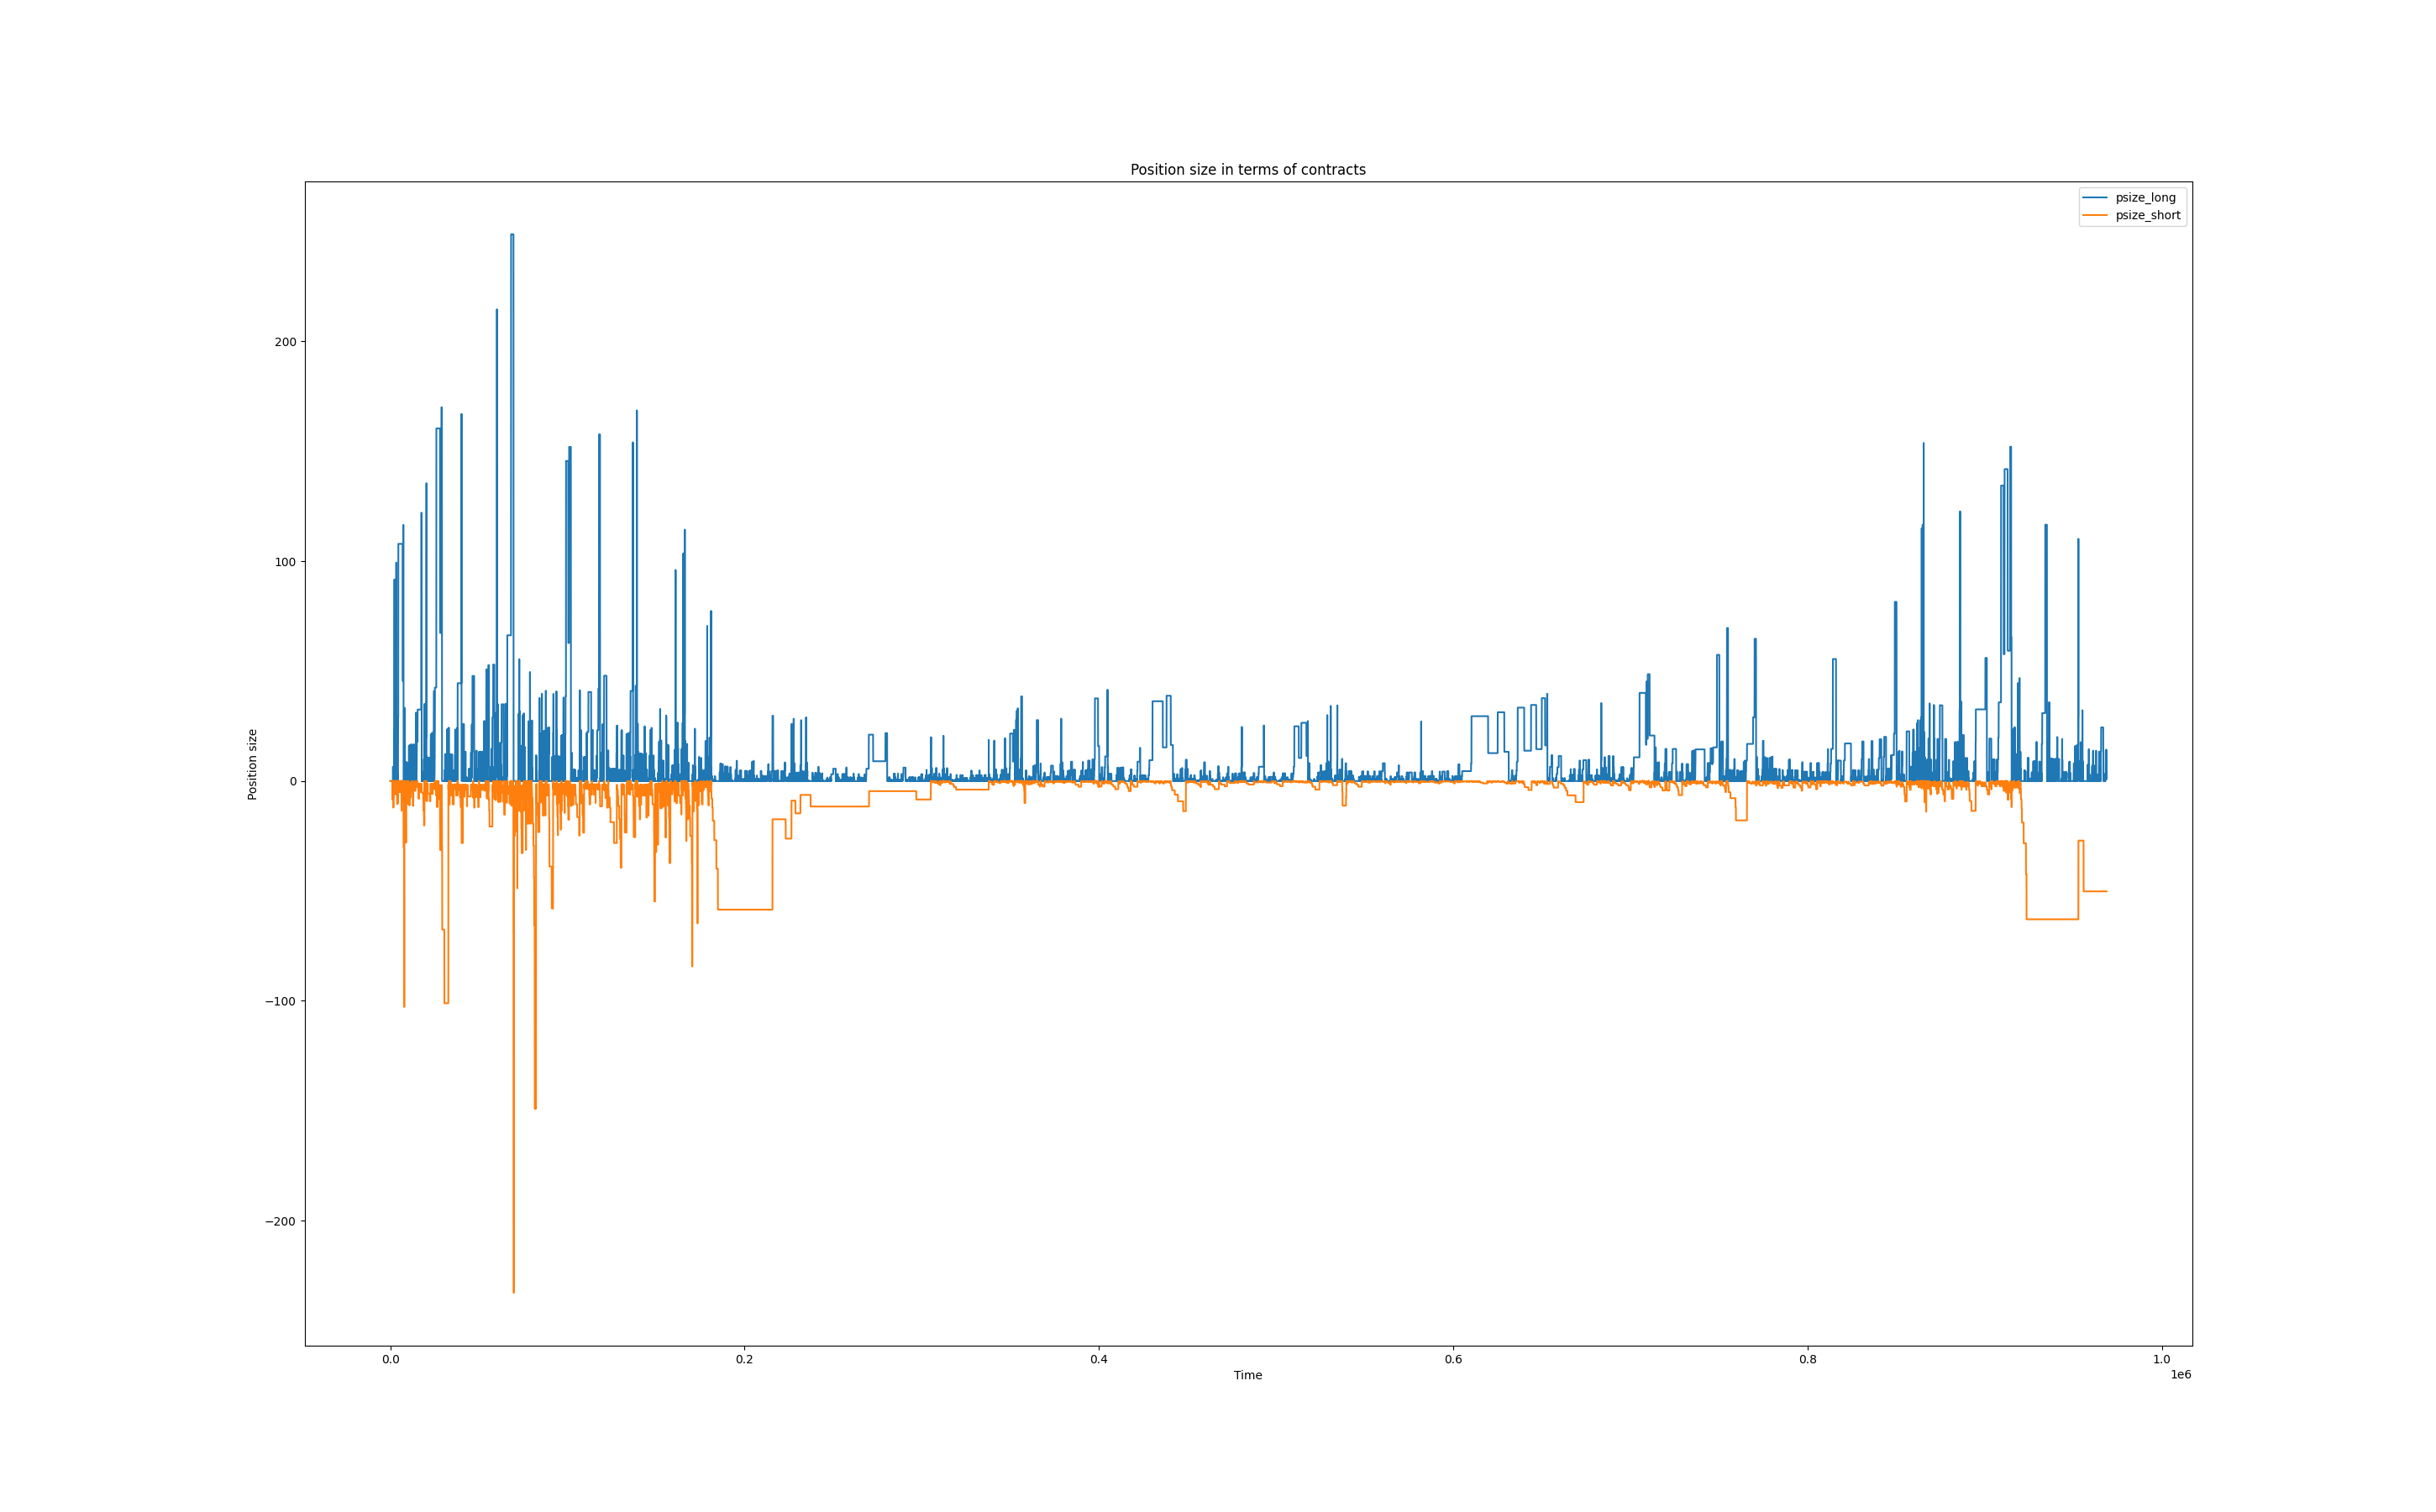 Position size in terms of contracts
psize_long
psize_short
Position size
200
100
0
−100
−200
0.0
0.2
0.4
0.6
0.8
1.0
1e6
Time